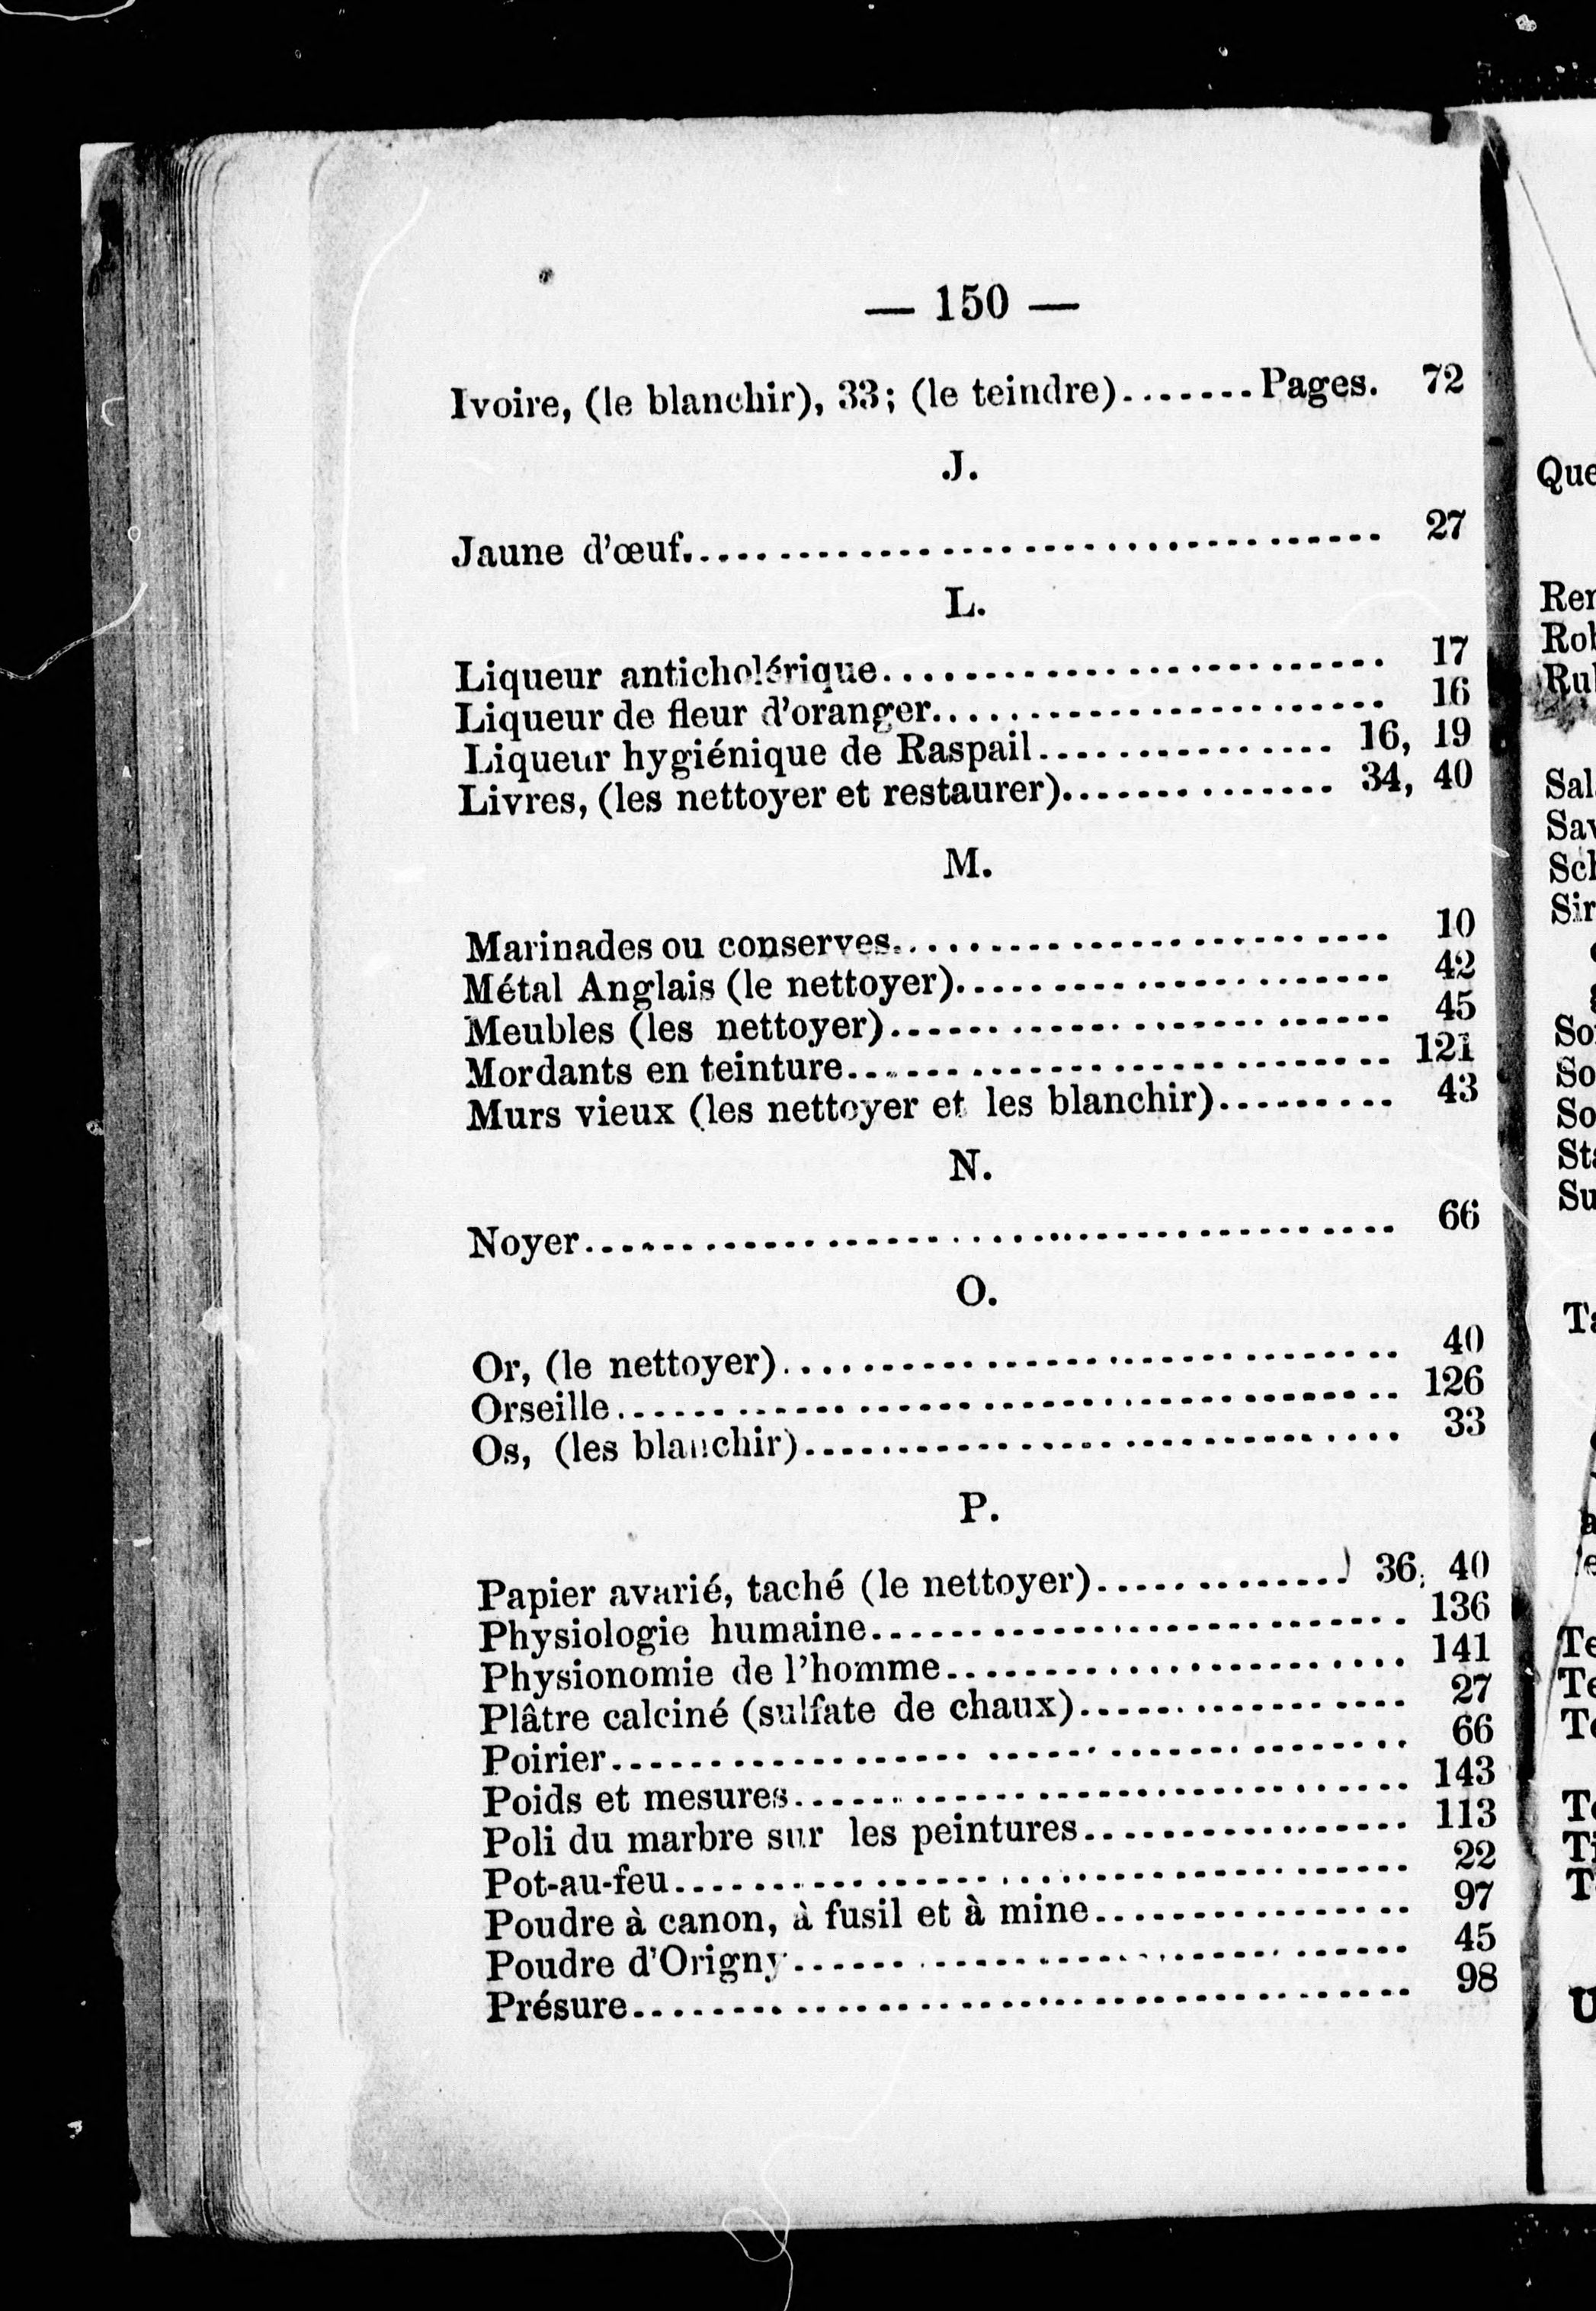 — 150 —
Ivoire, (le blanchir), 33; (le teindre).......Pages. 72
J.
Jaune d'œuf................................... 27
L.
Liqueur anticholérique......................... 17
Liqueur de fleur d'oranger....................... 16
Liqueur hygiénique de Raspail............... 16, 19
Livres, (les nettoyer et restaurer).............. 34, 40
M.
Marinades ou conserves......................... 10
Métal Anglais (le nettoyer)...................... 42
Meubles (les nettoyer)......................... 45
Mordants en teinture........................... 121
Murs vieux (les nettoyer et les blanchir)......... 43
N.
Noyer........................................ 66
O.
Or, (le nettoyer)............................... 40
Orseille....................................... 126
Os, (les blanchir).............................. 33
P.
Papier avarié, taché (le nettoyer)............. 36, 40
Physiologie humaine........................... 136
Physionomie de l'homme....................... 141
Plâtre calciné (sulfate de chaux)................ 27
Poirier........................................ 66
Poids et mesures............................... 143
Poli du marbre sur les peintures................ 113
Pot-au-feu..................................... 22
Poudre à canon, à fusil et à mine................ 97
Poudre d'Origny............................... 45
Présure....................................... 98
Que
Sal